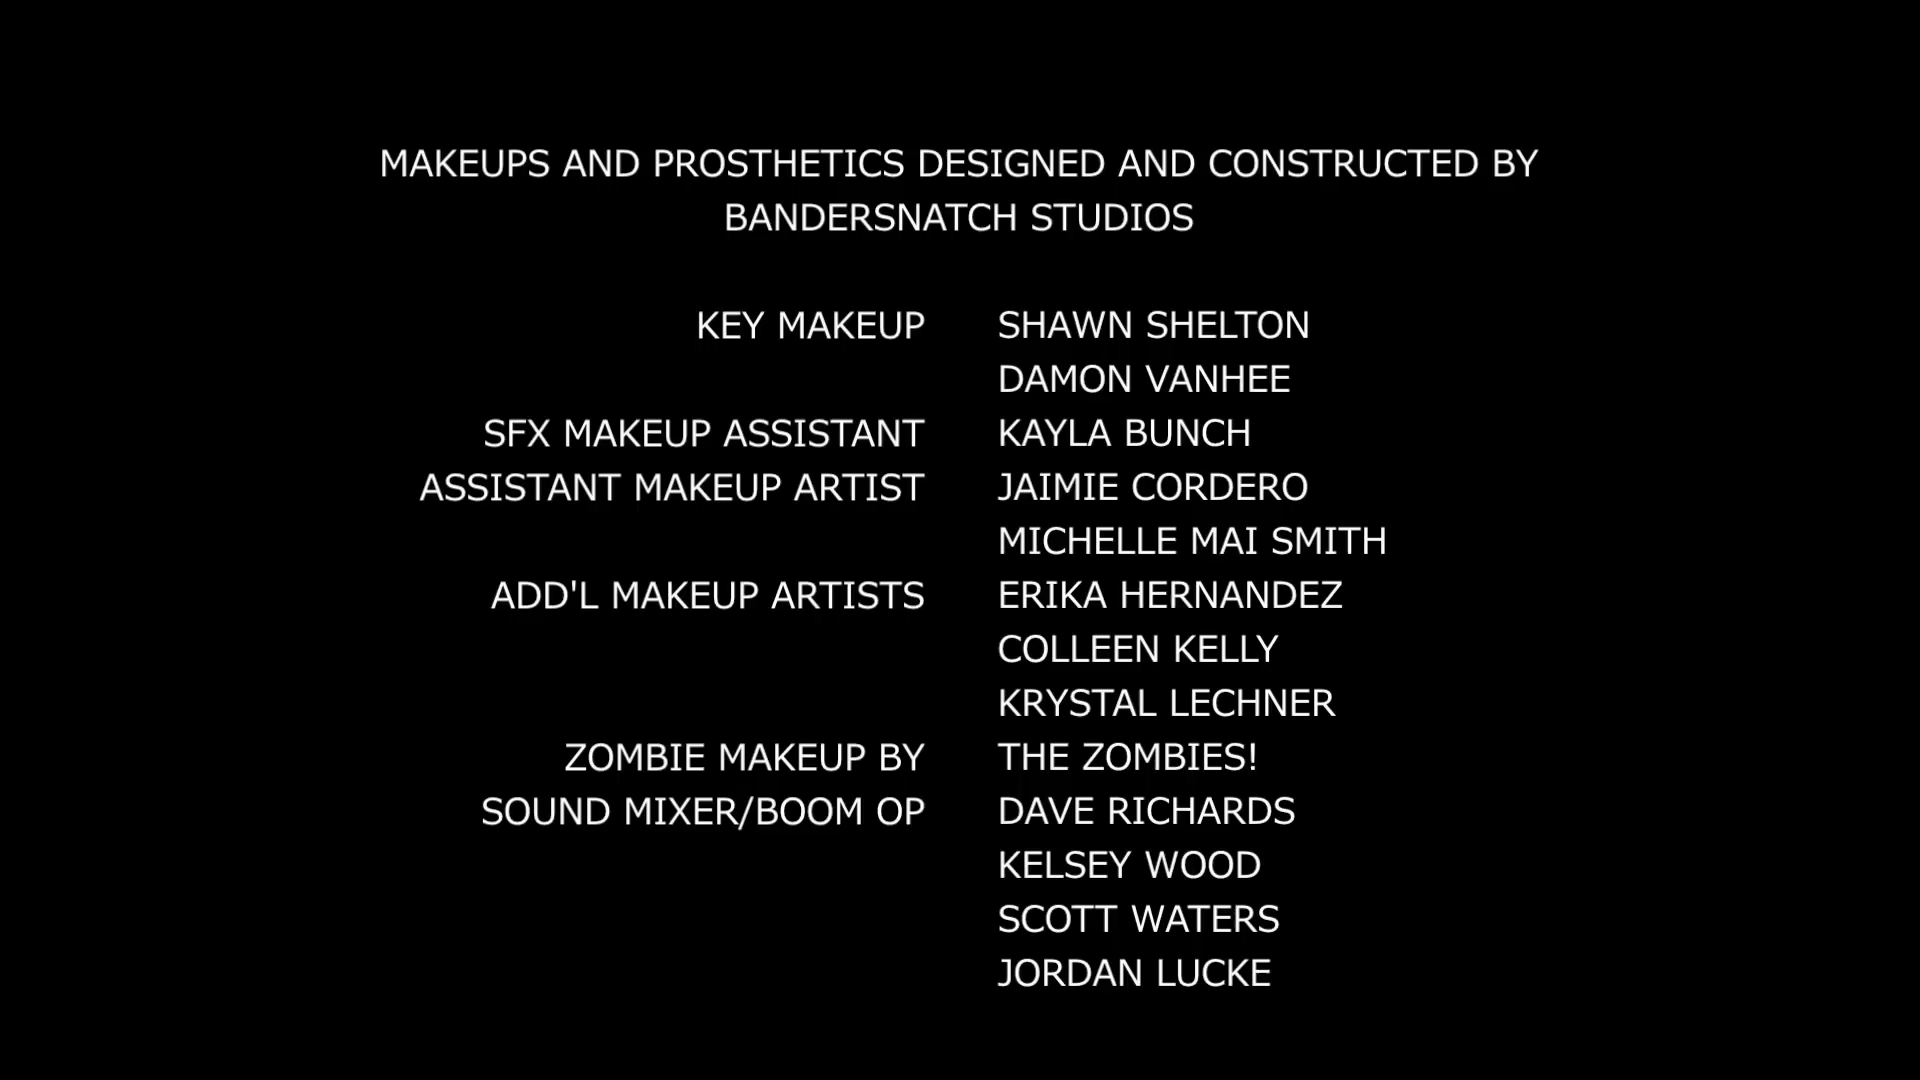 MAKEUPS AND PROSTHETICS DESIGNED AND CONSTRUCTED BY
BANDERSNATCH STUDIOS
KEY MAKEUP SHAWN SHELTON
DAMON VANHEE
SFX MAKEUP ASSISTANT KAYLA BUNCH
ASSISTANT MAKEUP ARTIST JAIMIE CORDERO
MICHELLE MAI SMITH
ADD'L MAKEUP ARTISTS ERIKA HERNANDEZ
COLLEEN KELLY
KRYSTAL LECHNER
ZOMBIE MAKEUP BY THE ZOMBIES!
SOUND MIXER/BOOM OP DAVE RICHARDS
KELSEY WOOD
SCOTT WATERS
JORDAN LUCKE